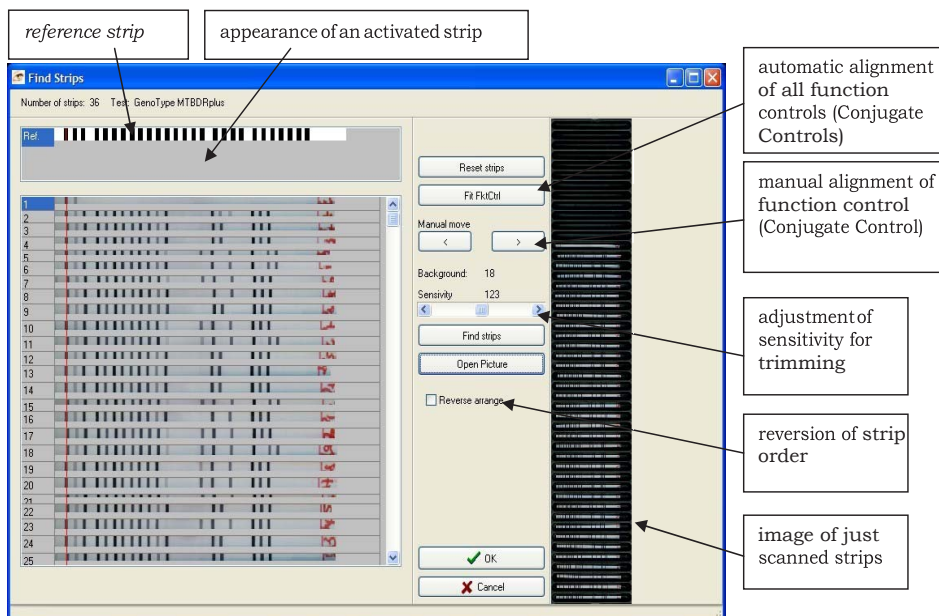 reference strip
appearance of an activated strip
Find Strips
Number of strips: 36 Test: GenoType MTBDRplus
Ref.
1
2
3
4
5
6
7
8
9
10
11
12
13
14
15
16
17
18
19
20
21
22
23
24
25
Reset strips
Fit FktCtrl
Manual move
<
>
Background: 18
Sensivity 123
Find strips
Open Picture
Reverse arrange
OK
Cancel
automatic alignment
of all function
controls (Conjugate
Controls)
manual alignment of
function control
(Conjugate Control)
adjustment of
sensitivity for
trimming
reversion of strip
order
image of just
scanned strips